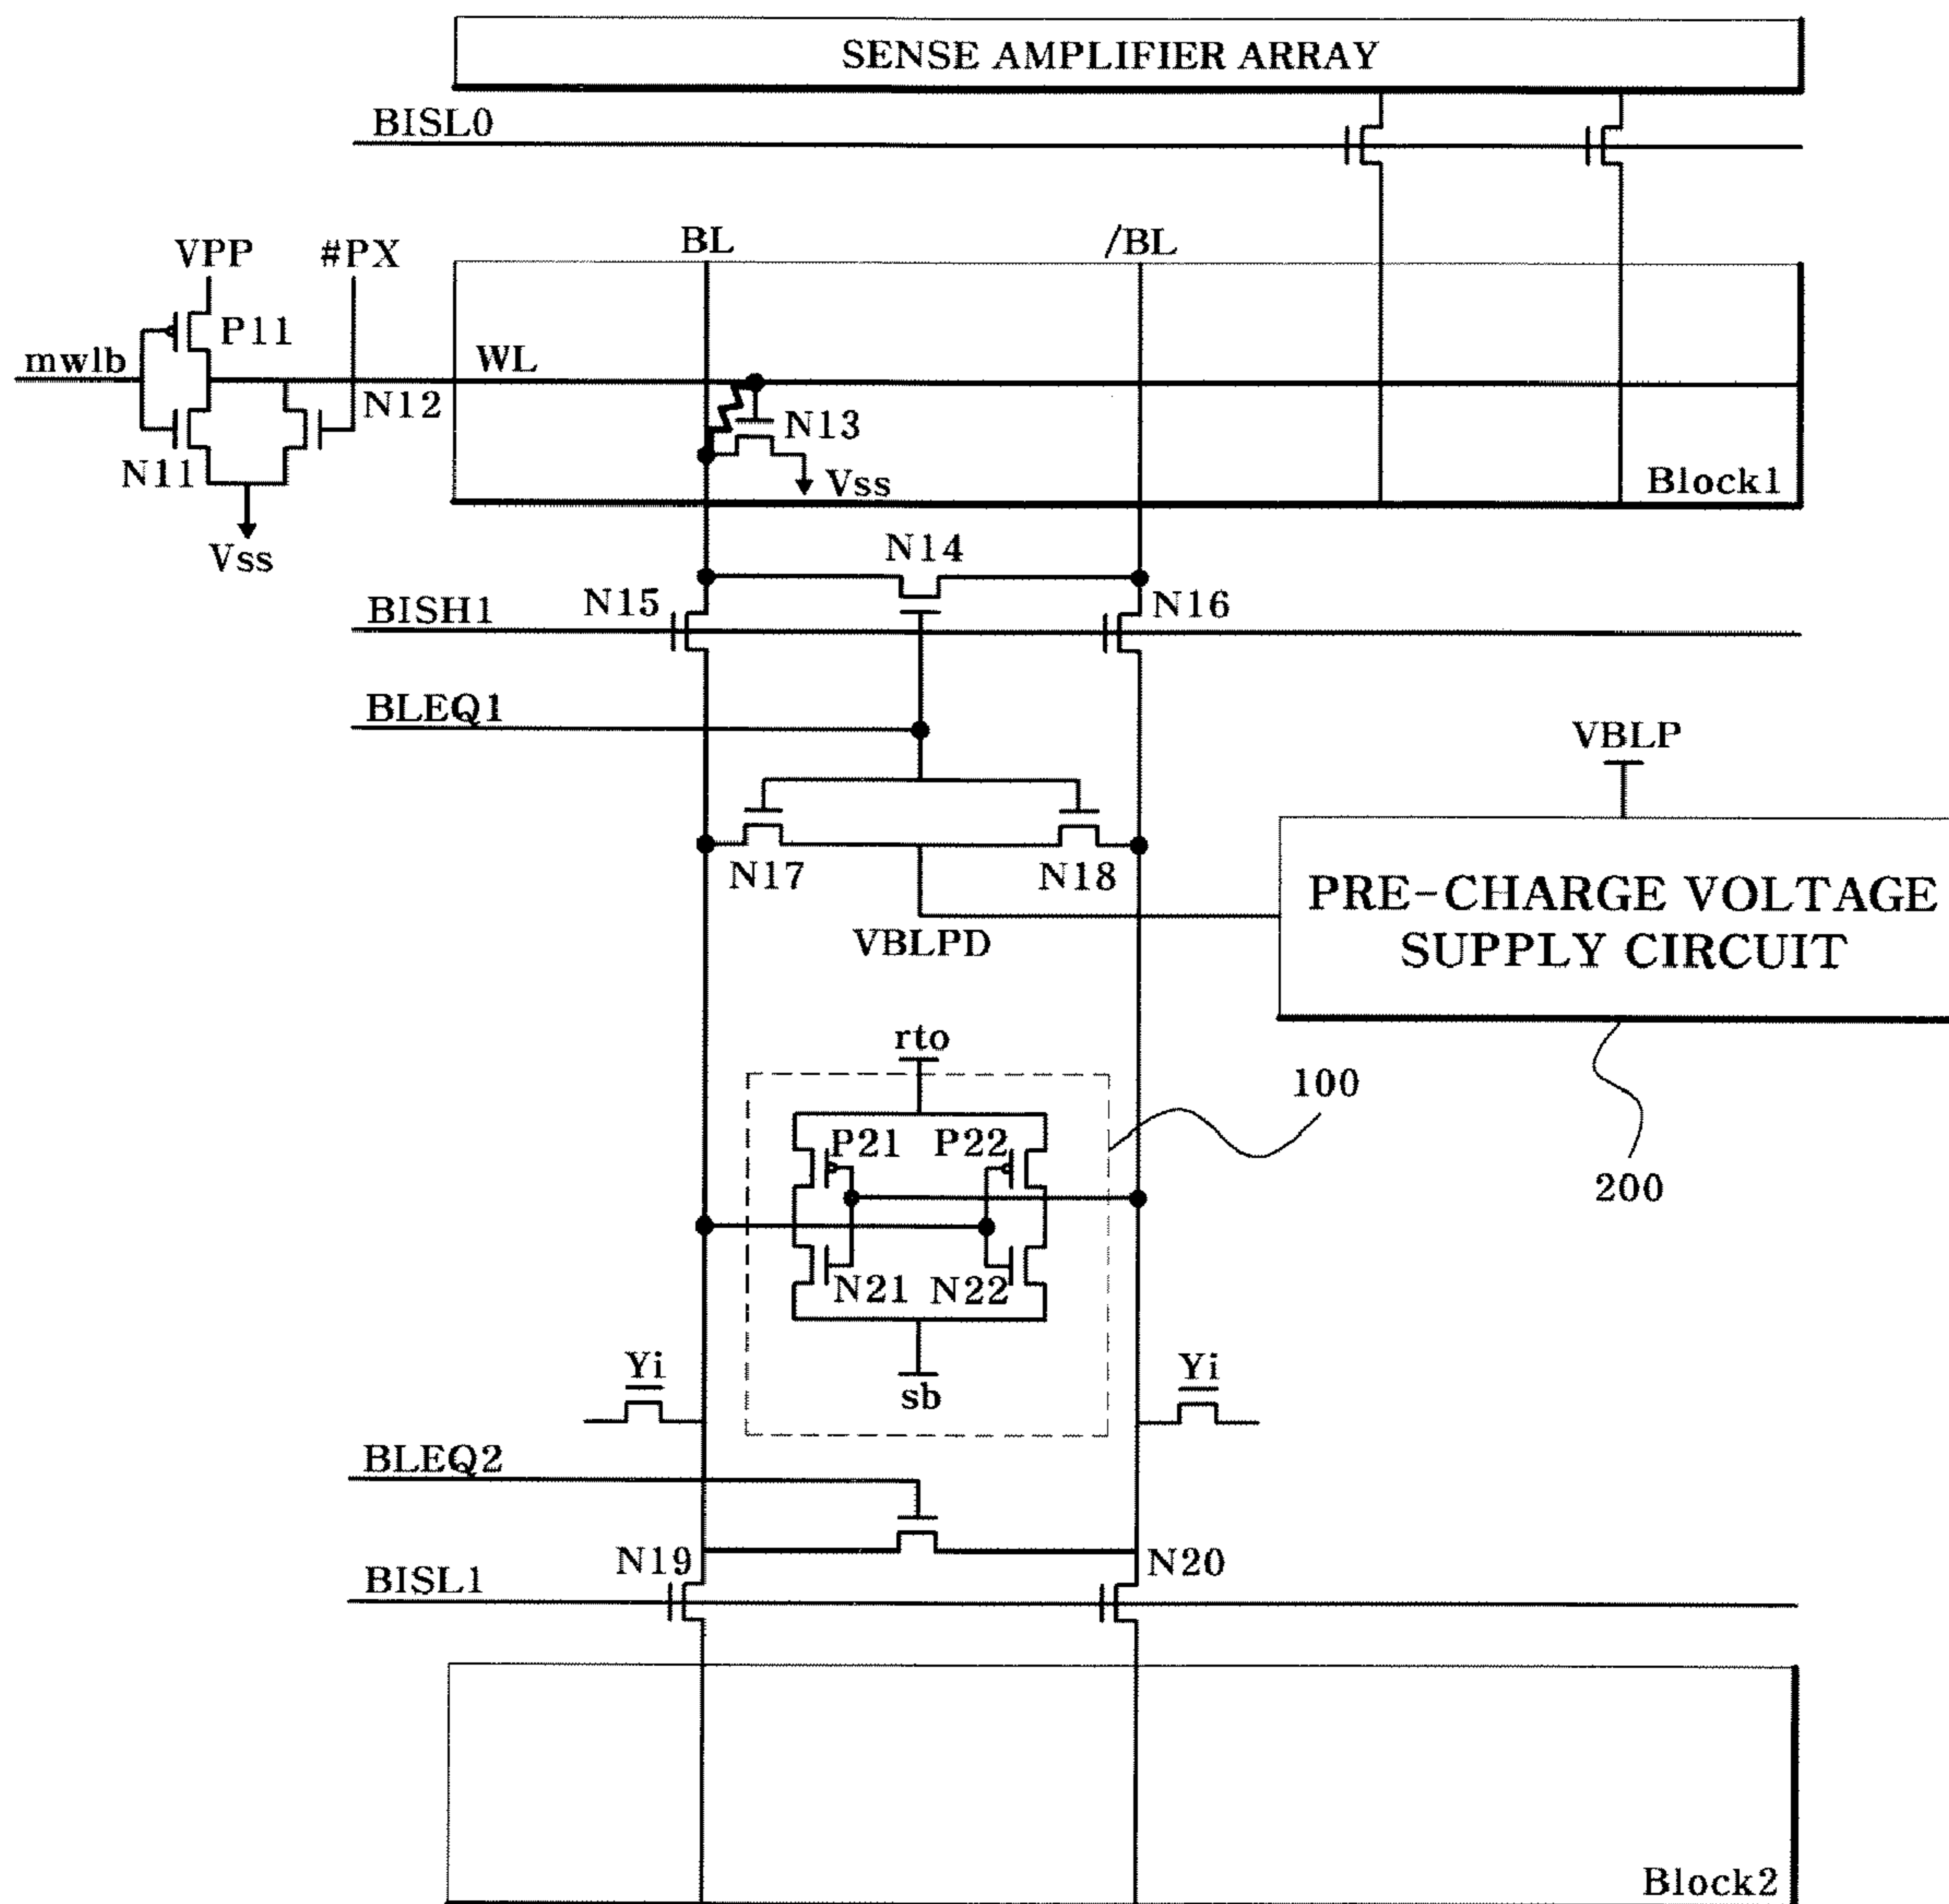 SENSE AMPLIFIER ARRAY
BISL0
VPP
#PX
BL
/BL
P11
mwlb
WL
N12
N13
N11
Vss
Block1
Vss
N14
N15
N16
BISH1
BLEQ1
VBLP
N17
N18
PRE-CHARGE VOLTAGE
SUPPLY CIRCUIT
VBLPD
rto
100
P21
P22
200
N21
N22
Yi
Yi
sb
BLEQ2
N19
N20
BISL1
Block2